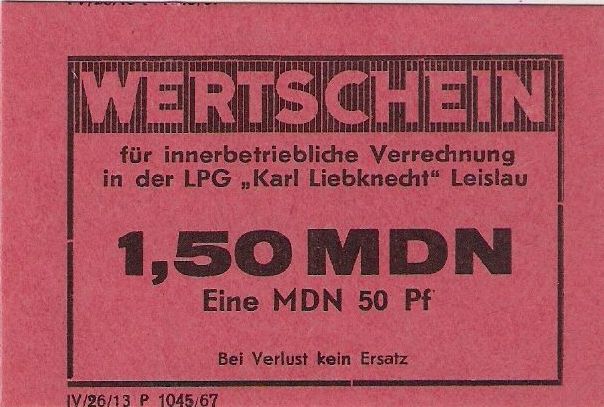 WERTSCHEIN
für innerbetriebliche Verrechnung
in der LPG „Karl Liebknecht“ Leislau
1,50 MDN
Eine MDN 50 Pf
Bei Verlust kein Ersatz
IV/26/13 P 1045/67